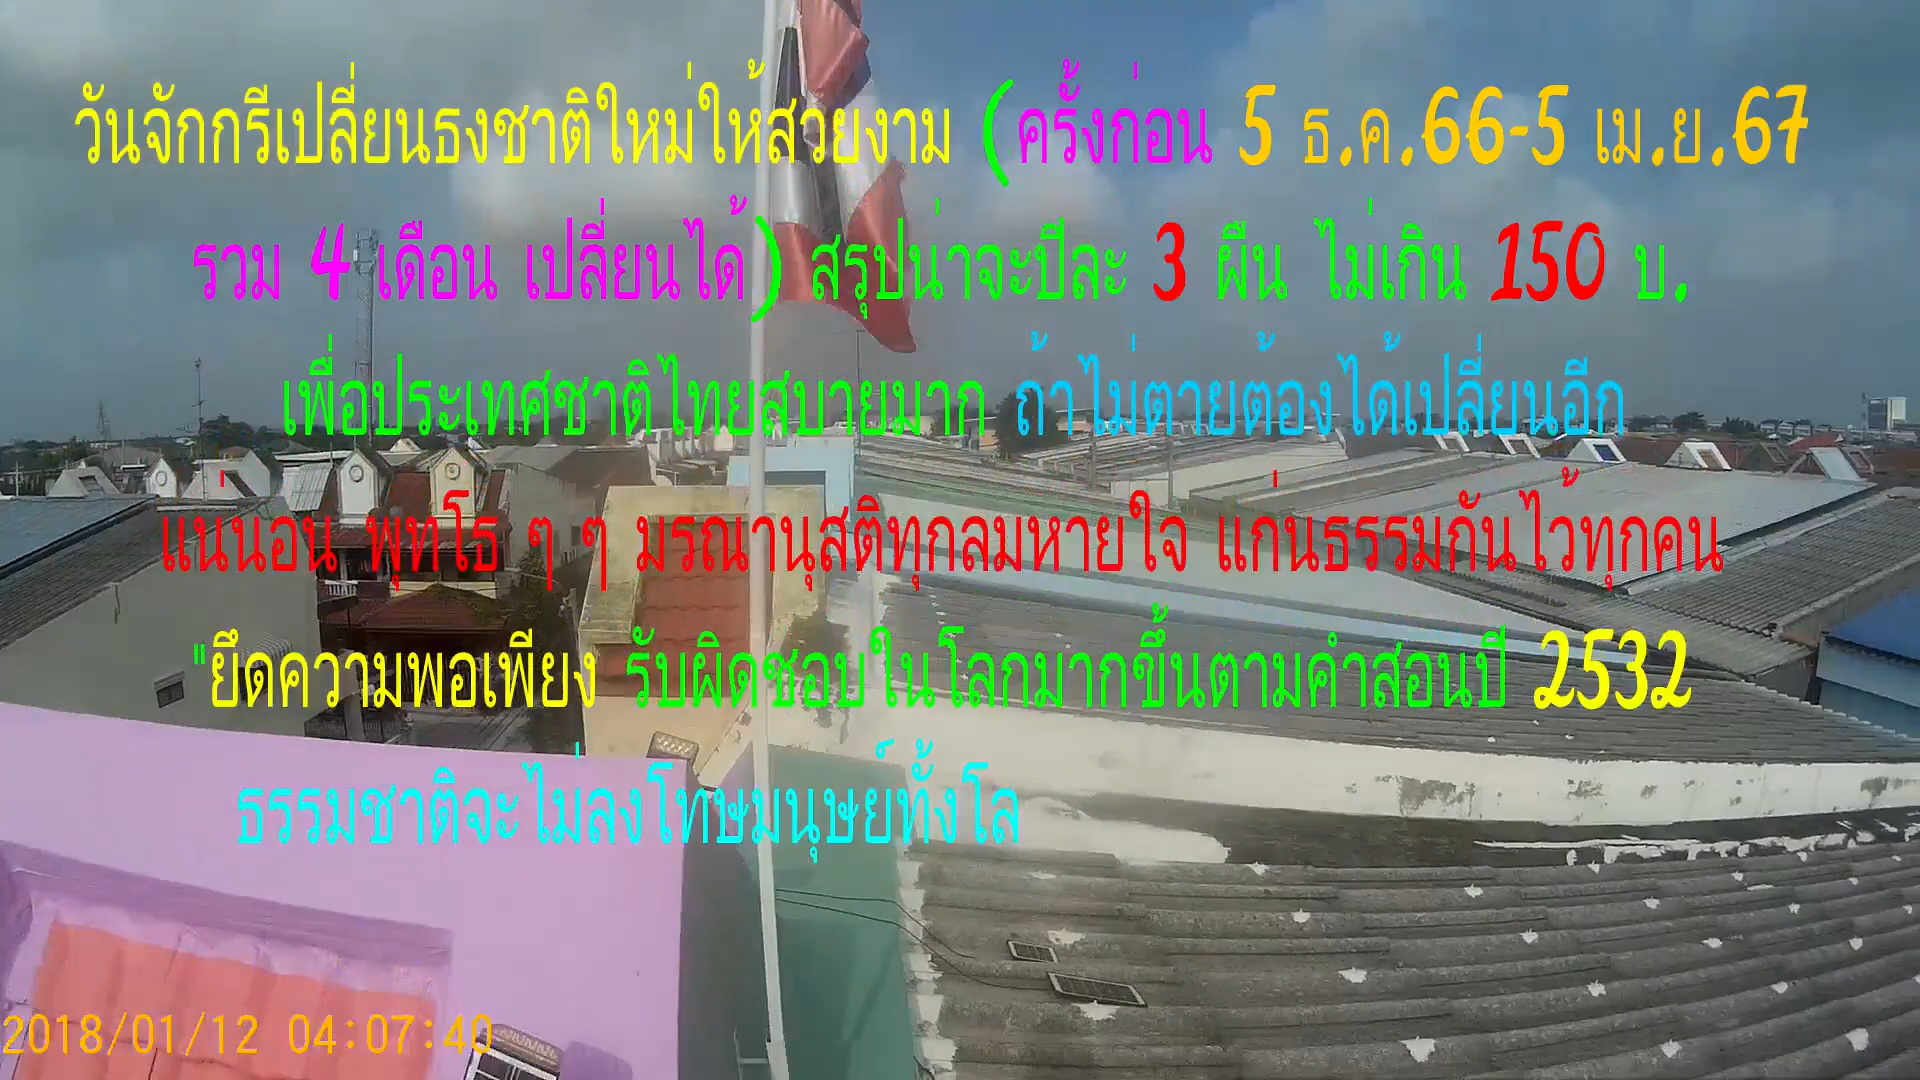 วันจักกรีเปลี่ยนธงชาติใหม่ให้สวยงาม (ครั้งก่อน 5 ธ.ค.66-5 เม.ย.67
รวม 4 เดือน เปลี่ยนได้) สรุปน่าจะปีละ 3 ผืน ไม่เกิน 150 บ.
เพื่อประเทศชาติไทยสบายมาก ถ้าไม่ตายต้องได้เปลี่ยนอีก
แน่นอน พุทโธ ๆ ๆ มรณานุสติทุกลมหายใจ แก่นธรรมกันไว้ทุกคน
"ยึดความพอเพียง รับผิดชอบในโลกมากขึ้นตามคำสอนปี 2532
ธรรมชาติจะไม่ลงโทษมนุษย์ทั้งโล
2018/01/12 04:07:40